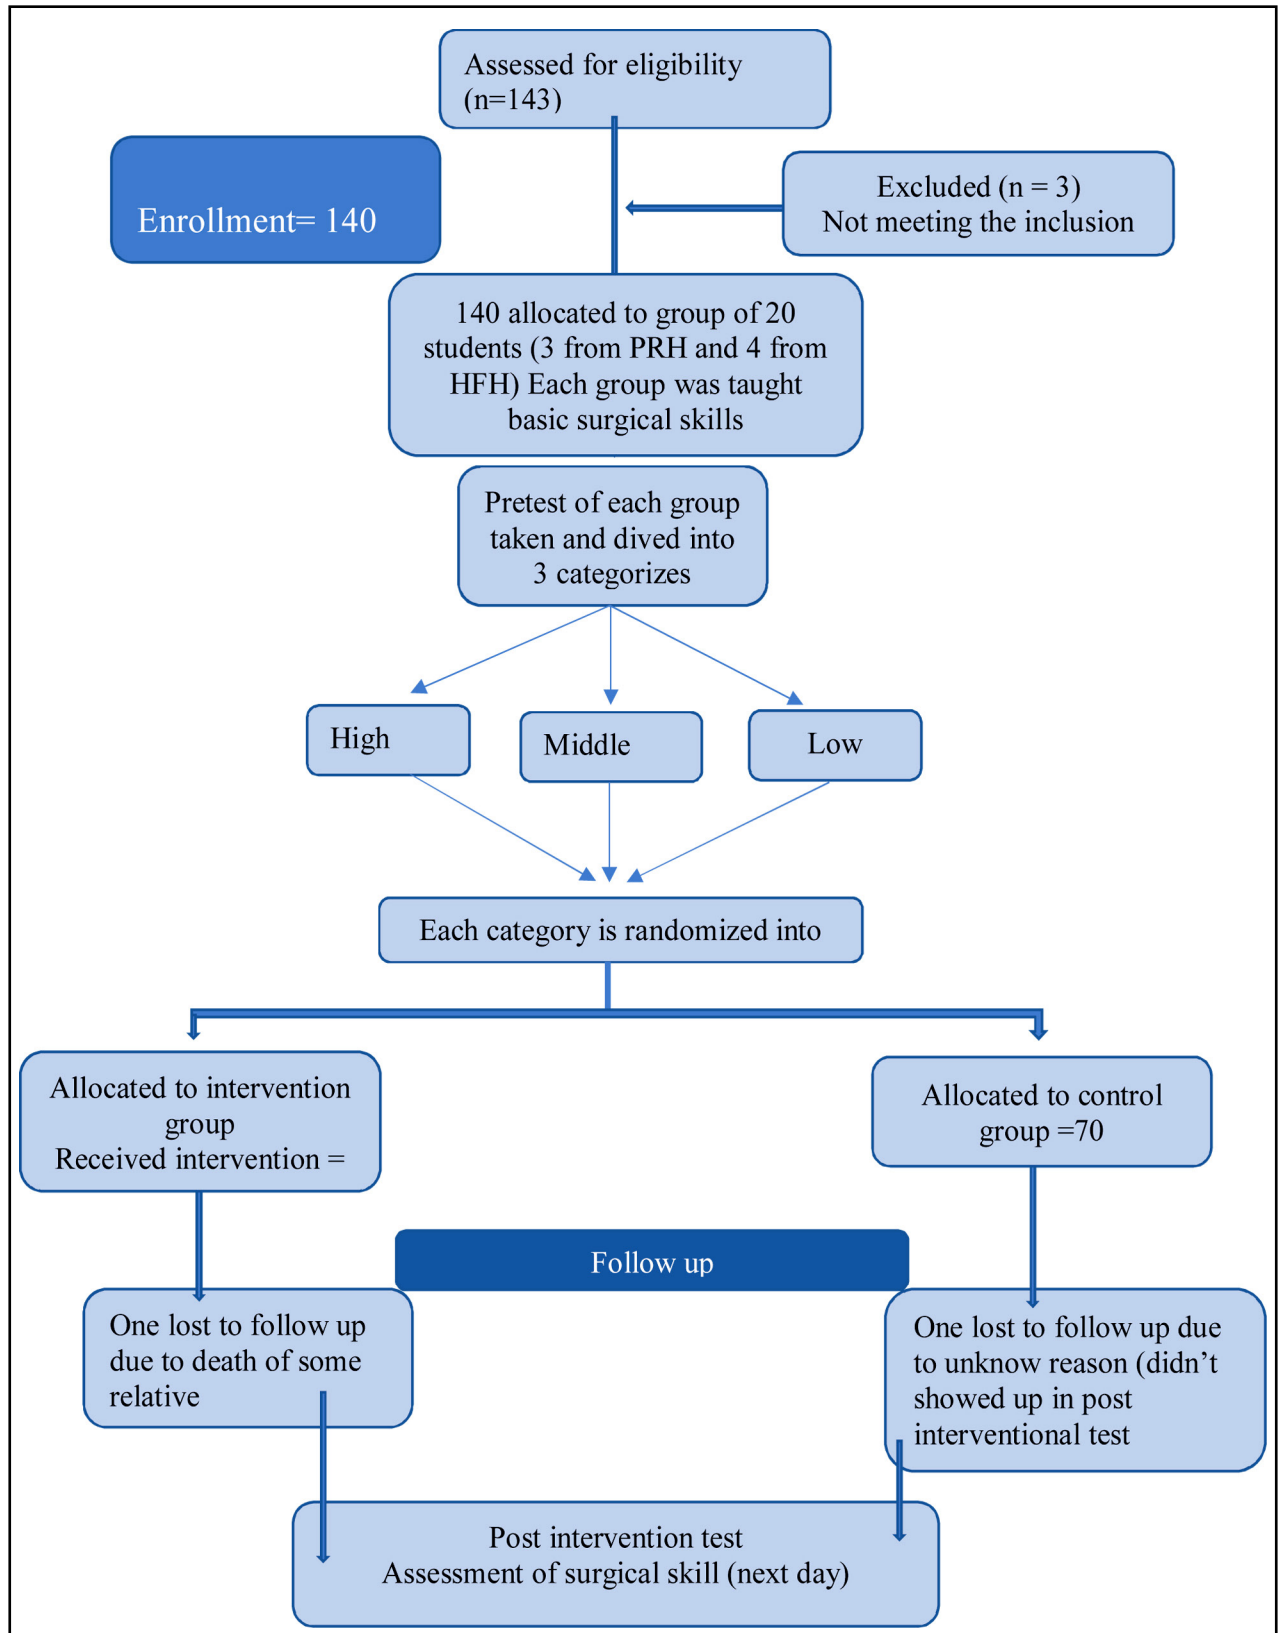 Assessed for eligibility
(n=143)
Enrollment= 140
Excluded (n = 3)
Not meeting the inclusion
140 allocated to group of 20
students (3 from PRH and 4 from
HFH) Each group was taught
basic surgical skills
Pretest of each group
taken and dived into
3 categorizes
High
Middle
Low
Each category is randomized into
Allocated to intervention
group
Received intervention =
Allocated to control
group =70
Follow up
One lost to follow up
due to death of some
relative
One lost to follow up due
to unknow reason (didn’t
showed up in post
interventional test
Post intervention test
Assessment of surgical skill (next day)